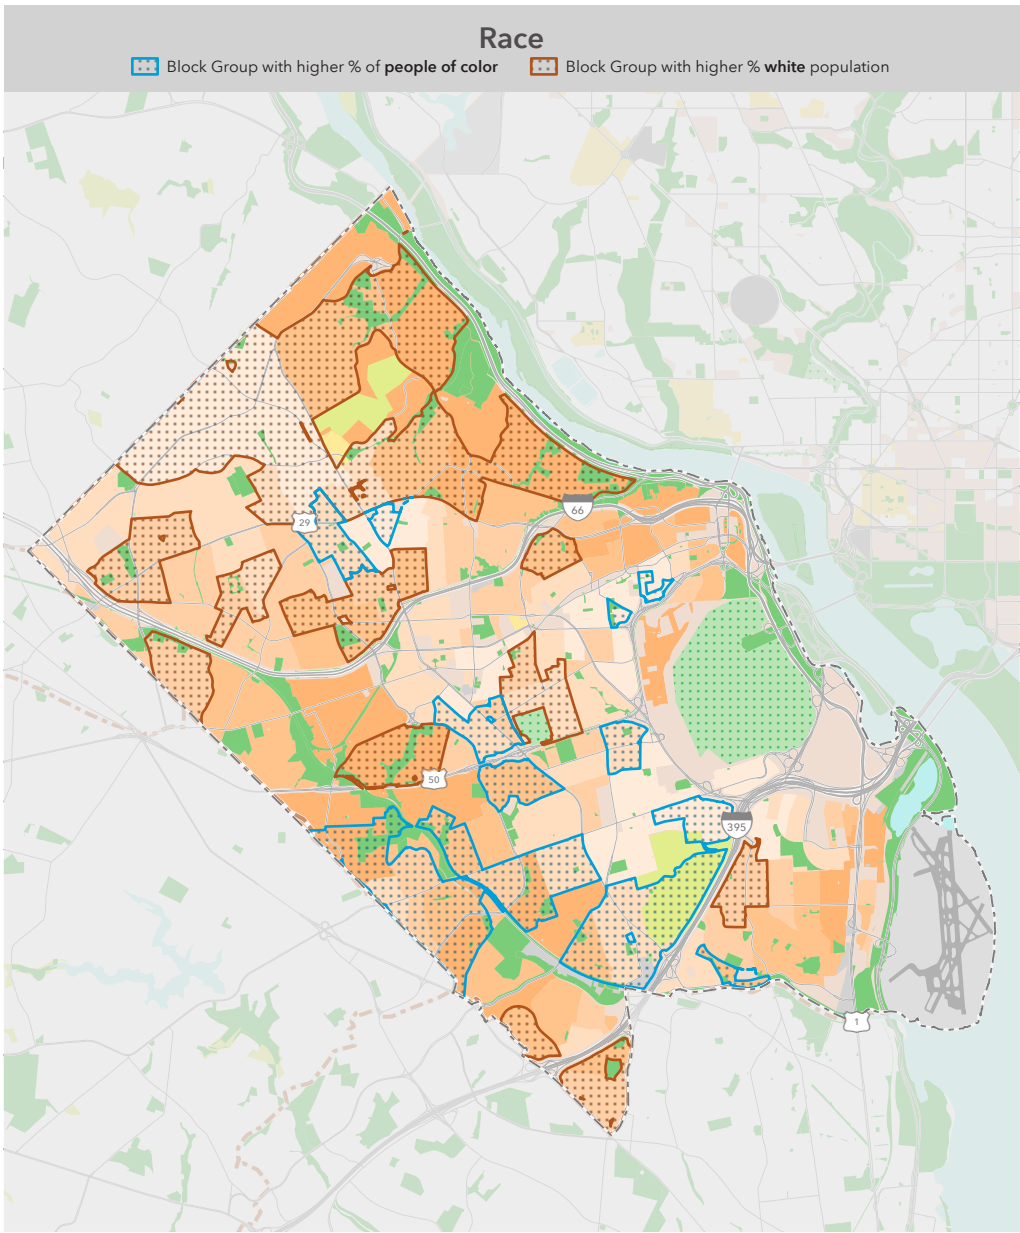 Race
Block Group with higher % of people of color
Block Group with higher % white population
66
29
50
395
1